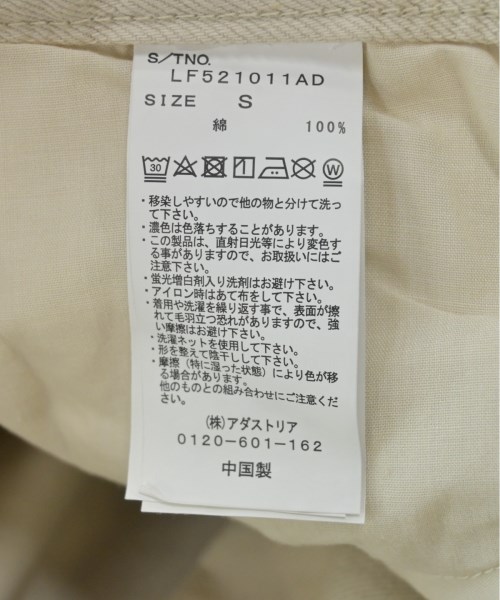 S/TNO.
LF521011AD
SIZE S
綿 100%
30
W
・移染しやすいので他の物と分けて洗っ
て下さい。
・濃色は色落ちすることがあります。
・この製品は、直射日光等により変色す
る事がありますので、お取扱いにはご
注意下さい。
・蛍光増白剤入り洗剤はお避け下さい。
・アイロン時はあて布をして下さい。
・着用や洗濯を繰り返す事で、表面が擦
れて毛羽立つ恐れがありますので、強
い摩擦はお避け下さい。
・洗濯ネットを使用して下さい。
・形を整えて陰干しして下さい。
・摩擦（特に湿った状態）により色が移
る場合があります。
他のものとの組み合わせにご注意くだ
さい。
(株)アダストリア
0120-601-162
中国製